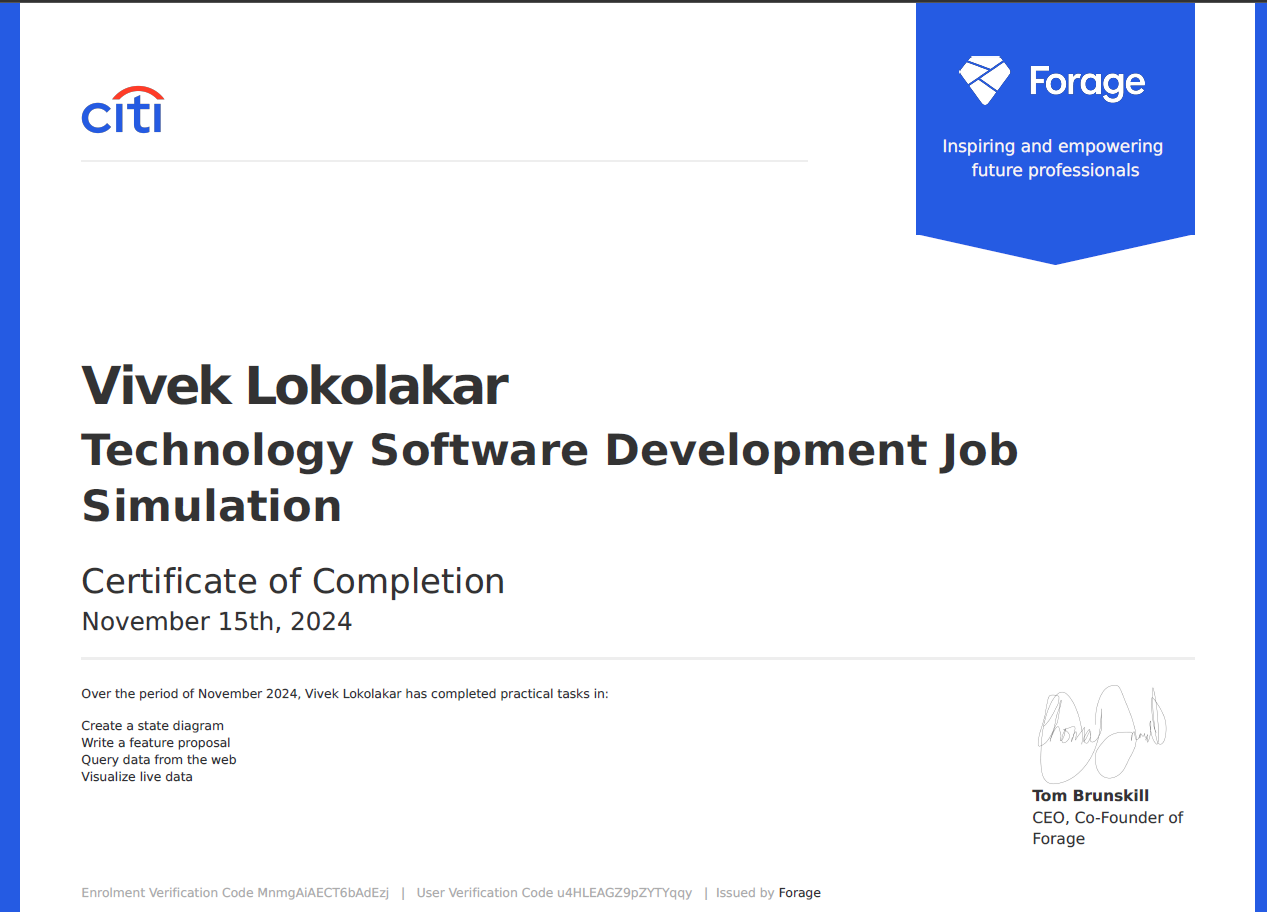 citi
Forage
Inspiring and empowering
future professionals
Vivek Lokolakar
Technology Software Development Job
Simulation
Certificate of Completion
November 15th, 2024
Over the period of November 2024, Vivek Lokolakar has completed practical tasks in:
Create a state diagram
Write a feature proposal
Query data from the web
Visualize live data
Tom Brunskill
CEO, Co-Founder of
Forage
Enrolment Verification Code MnmgAiAECT6bAdEzj | User Verification Code u4HLEAGZ9pZYTYqqy | Issued by Forage